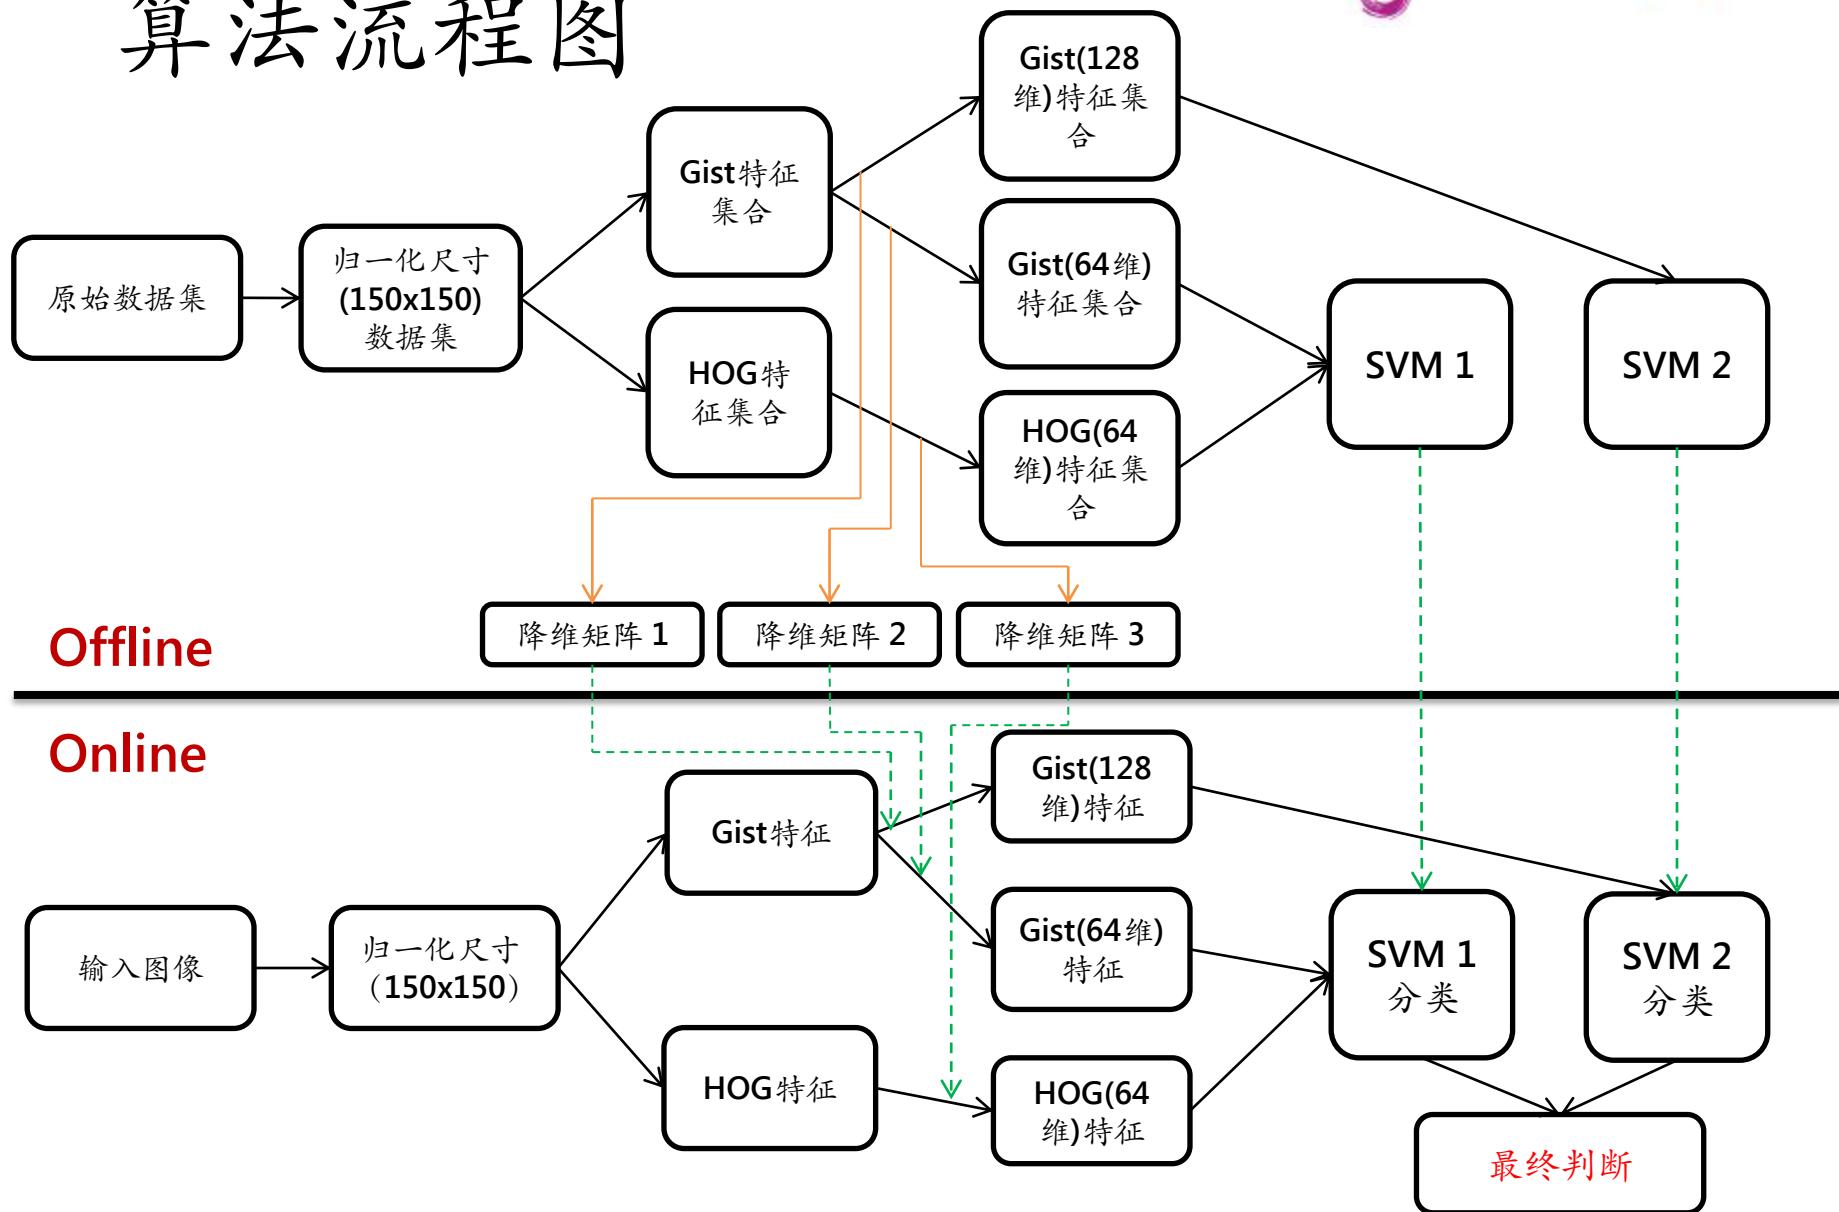 算法流程图
Gist(128
维)特征集
合
Gist特征
集合
Gist(64维)
特征集合
原始数据集
归一化尺寸
(150x150)
数据集
HOG特
征集合
HOG(64
维)特征集
合
SVM 1
SVM 2
降维矩阵 1
降维矩阵 2
降维矩阵 3
Offline
Online
Gist(128
维)特征
Gist特征
Gist(64维)
特征
输入图像
归一化尺寸
（150x150）
HOG特征
HOG(64
维)特征
SVM 1
分类
SVM 2
分类
最终判断